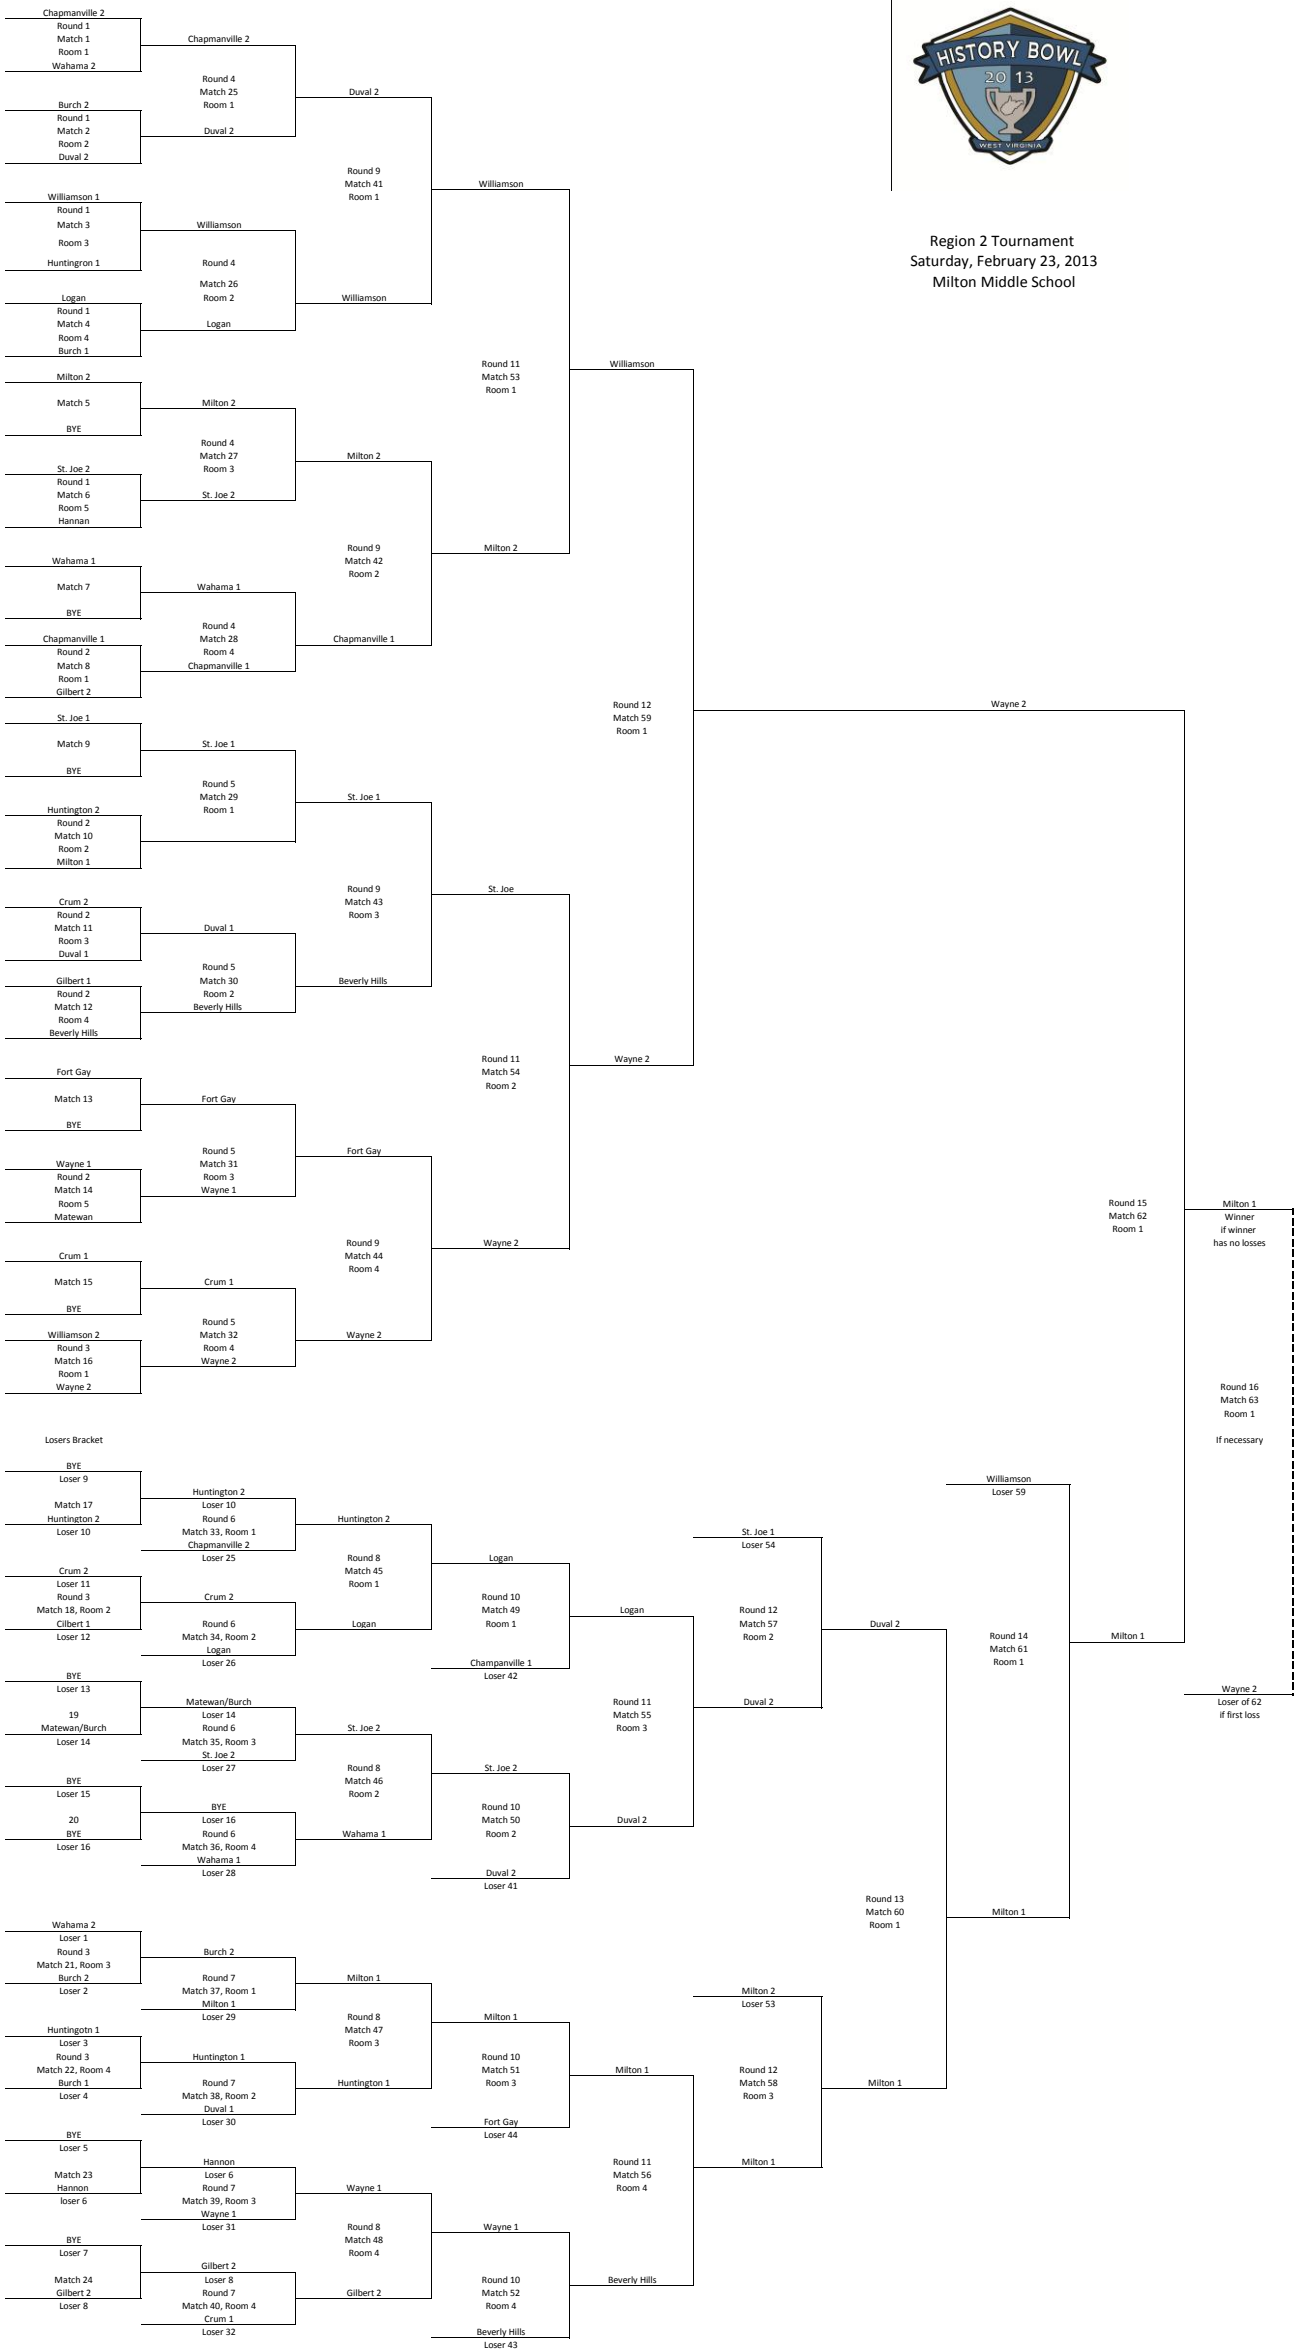 HISTORY BOWL
20 13
WEST VIRGINIA
Region 2 Tournament
Saturday, February 23, 2013
Milton Middle School
Chapmanville 2
Round 1
Match 1
Room 1
Wahama 2
Burch 2
Round 1
Match 2
Room 2
Duval 2
Williamson 1
Round 1
Match 3
Room 3
Huntingron 1
Logan
Round 1
Match 4
Room 4
Burch 1
Milton 2
Match 5
BYE
St. Joe 2
Round 1
Match 6
Room 5
Hannan
Wahama 1
Match 7
BYE
Chapmanville 1
Round 2
Match 8
Room 1
Gilbert 2
St. Joe 1
Match 9
BYE
Huntington 2
Round 2
Match 10
Room 2
Milton 1
Crum 2
Round 2
Match 11
Room 3
Duval 1
Gilbert 1
Round 2
Match 12
Room 4
Beverly Hills
Fort Gay
Match 13
BYE
Wayne 1
Round 2
Match 14
Room 5
Matewan
Crum 1
Match 15
BYE
Williamson 2
Round 3
Match 16
Room 1
Wayne 2
Chapmanville 2
Round 4
Match 25
Room 1
Duval 2
Williamson
Round 4
Match 26
Room 2
Logan
Milton 2
Round 4
Match 27
Room 3
St. Joe 2
Wahama 1
Round 4
Match 28
Room 4
Chapmanville 1
St. Joe 1
Round 5
Match 29
Room 1
Duval 1
Round 5
Match 30
Room 2
Beverly Hills
Fort Gay
Round 5
Match 31
Room 3
Wayne 1
Crum 1
Round 5
Match 32
Room 4
Wayne 2
Duval 2
Round 9
Match 41
Room 1
Williamson
Milton 2
Round 9
Match 42
Room 2
Chapmanville 1
St. Joe 1
Round 9
Match 43
Room 3
Beverly Hills
Fort Gay
Round 9
Match 44
Room 4
Wayne 2
Williamson
Round 11
Match 53
Room 1
Milton 2
St. Joe
Round 11
Match 54
Room 2
Wayne 2
Williamson
Round 12
Match 59
Room 1
Wayne 2
Wayne 2
Round 15
Match 62
Room 1
Milton 1
Winner
if winner
has no losses
Round 16
Match 63
Room 1
If necessary
Wayne 2
Loser of 62
if first loss
Losers Bracket
BYE
Loser 9
Match 17
Huntington 2
Loser 10
Crum 2
Loser 11
Round 3
Match 18, Room 2
Cilbert 1
Loser 12
BYE
Loser 13
19
Matewan/Burch
Loser 14
BYE
Loser 15
20
BYE
Loser 16
Wahama 2
Loser 1
Round 3
Match 21, Room 3
Burch 2
Loser 2
Huntingotn 1
Loser 3
Round 3
Match 22, Room 4
Burch 1
Loser 4
BYE
Loser 5
Match 23
Hannon
loser 6
BYE
Loser 7
Match 24
Gilbert 2
Loser 8
Huntington 2
Loser 10
Round 6
Match 33, Room 1
Chapmanville 2
Loser 25
Crum 2
Round 6
Match 34, Room 2
Logan
Loser 26
Matewan/Burch
Loser 14
Round 6
Match 35, Room 3
St. Joe 2
Loser 27
BYE
Loser 16
Round 6
Match 36, Room 4
Wahama 1
Loser 28
Burch 2
Round 7
Match 37, Room 1
Milton 1
Loser 29
Huntington 1
Round 7
Match 38, Room 2
Duval 1
Loser 30
Hannon
Loser 6
Round 7
Match 39, Room 3
Wayne 1
Loser 31
Gilbert 2
Loser 8
Round 7
Match 40, Room 4
Crum 1
Loser 32
Huntington 2
Round 8
Match 45
Room 1
Logan
St. Joe 2
Round 8
Match 46
Room 2
Wahama 1
Milton 1
Round 8
Match 47
Room 3
Huntington 1
Wayne 1
Round 8
Match 48
Room 4
Gilbert 2
Logan
Round 10
Match 49
Room 1
Champanville 1
Loser 42
St. Joe 2
Round 10
Match 50
Room 2
Duval 2
Loser 41
Milton 1
Round 10
Match 51
Room 3
Fort Gay
Loser 44
Wayne 1
Round 10
Match 52
Room 4
Beverly Hills
Loser 43
Logan
Round 11
Match 55
Room 3
Duval 2
Milton 1
Round 11
Match 56
Room 4
Beverly Hills
St. Joe 1
Loser 54
Round 12
Match 57
Room 2
Duval 2
Milton 2
Loser 53
Round 12
Match 58
Room 3
Milton 1
Duval 2
Round 13
Match 60
Room 1
Milton 1
Williamson
Loser 59
Round 14
Match 61
Room 1
Milton 1
Milton 1